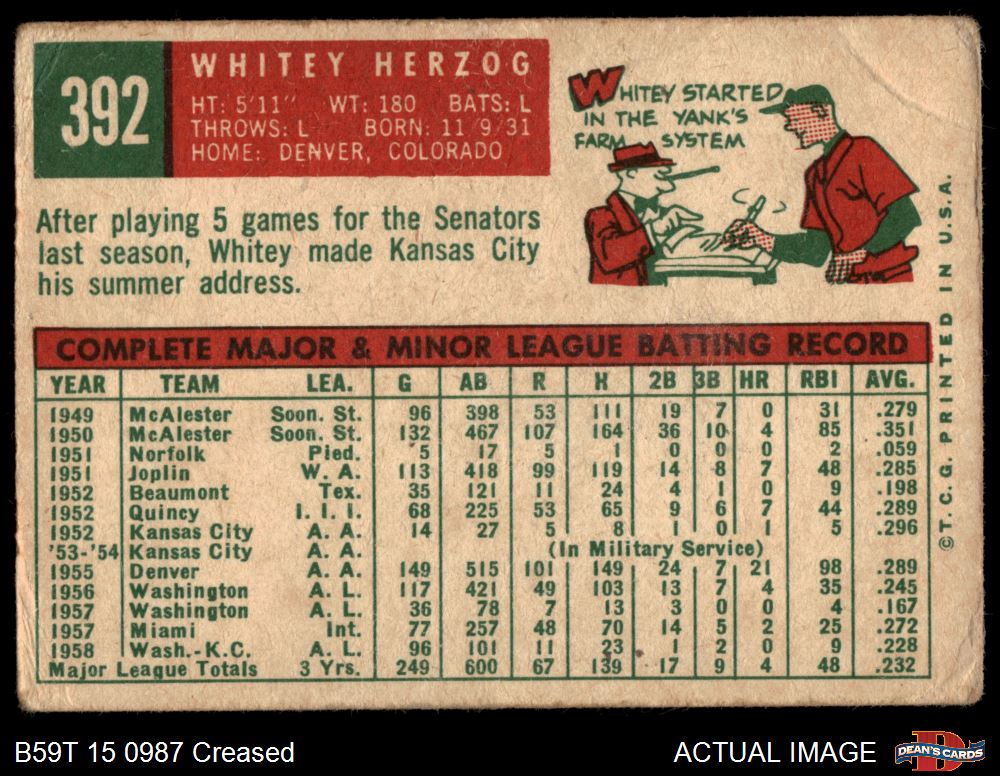 392
WHITEY HERZOG
HT: 5'11" WT: 180 BATS: L
THROWS: L BORN: 11 9/31
HOME: DENVER, COLORADO
WHITEY STARTED
IN THE YANK'S
FARM SYSTEM
After playing 5 games for the Senators
last season, Whitey made Kansas City
his summer address.
COMPLETE MAJOR & MINOR LEAGUE BATTING RECORD
YEAR TEAM LEA. G AB R H 2B 3B HR RBI AVG.
1949 McAlester Soon. St. 96 398 53 111 19 7 0 31 .279
1950 McAlester Soon. St. 132 467 107 164 36 10 4 85 .351
1951 Norfolk Pied. 5 17 5 1 0 0 0 2 .059
1951 Joplin W. A. 113 418 99 119 14 8 7 48 .285
1952 Beaumont Tex. 35 121 11 24 4 1 0 9 .198
1952 Quincy I. I. I. 68 225 53 65 9 6 7 44 .289
1952 Kansas City A. A. 14 27 5 8 1 0 1 5 .296
'53-'54 Kansas City A. A. (In Military Service)
1955 Denver A. A. 149 515 101 149 24 7 21 98 .289
1956 Washington A. L. 117 421 49 103 13 7 4 35 .245
1957 Washington A. L. 36 78 7 13 3 0 0 4 .167
1957 Miami Int. 77 257 48 70 14 5 2 25 .272
1958 Wash.-K.C. A. L. 96 101 11 23 1 2 0 9 .228
Major League Totals 3 Yrs. 249 600 67 139 17 9 4 48 .232
©T.C.G. PRINTED IN U.S.A.
B59T 15 0987 Creased
ACTUAL IMAGE
DEAN'S CARDS